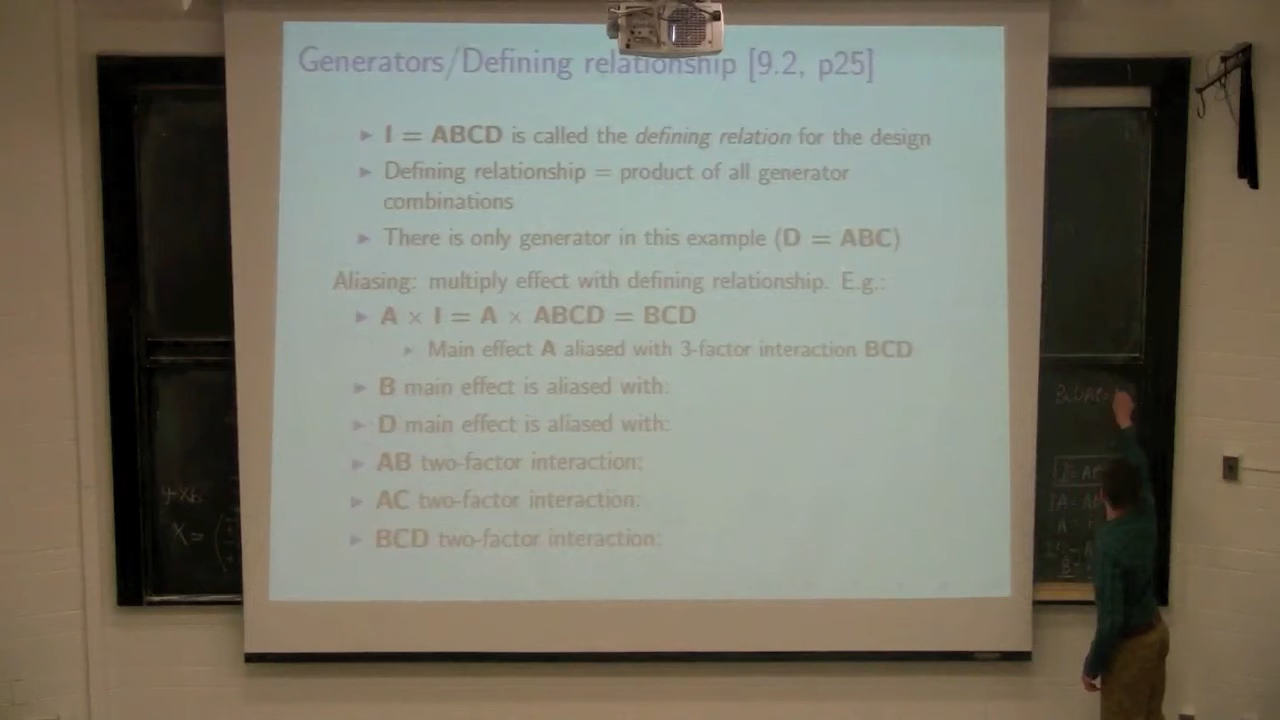 Generators/Defining relationship [9.2, p25]
I = ABCD is called the defining relation for the design
Defining relationship = product of all generator
combinations
There is only generator in this example (D = ABC)
Aliasing: multiply effect with defining relationship. E.g.:
A × I = A × ABCD = BCD
Main effect A aliased with 3-factor interaction BCD
B main effect is aliased with:
D main effect is aliased with:
AB two-factor interaction:
AC two-factor interaction:
BCD two-factor interaction:
X =